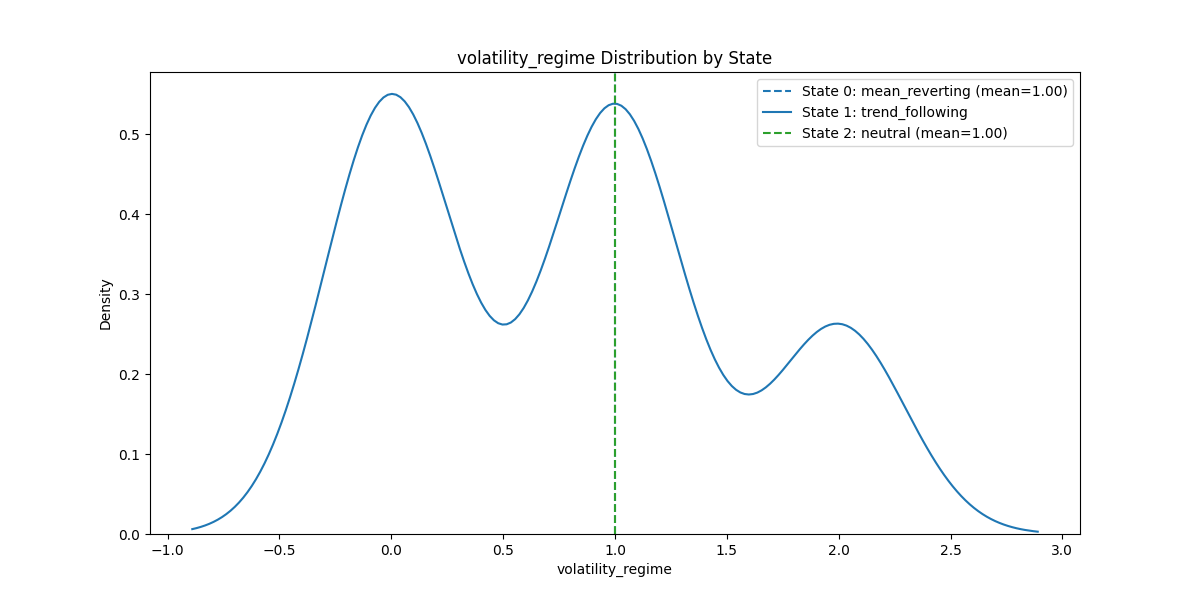 volatility_regime Distribution by State
State 0: mean_reverting (mean=1.00)
State 1: trend_following
State 2: neutral (mean=1.00)
Density
0.5
0.4
0.3
0.2
0.1
0.0
−1.0 −0.5 0.0 0.5 1.0 1.5 2.0 2.5 3.0
volatility_regime